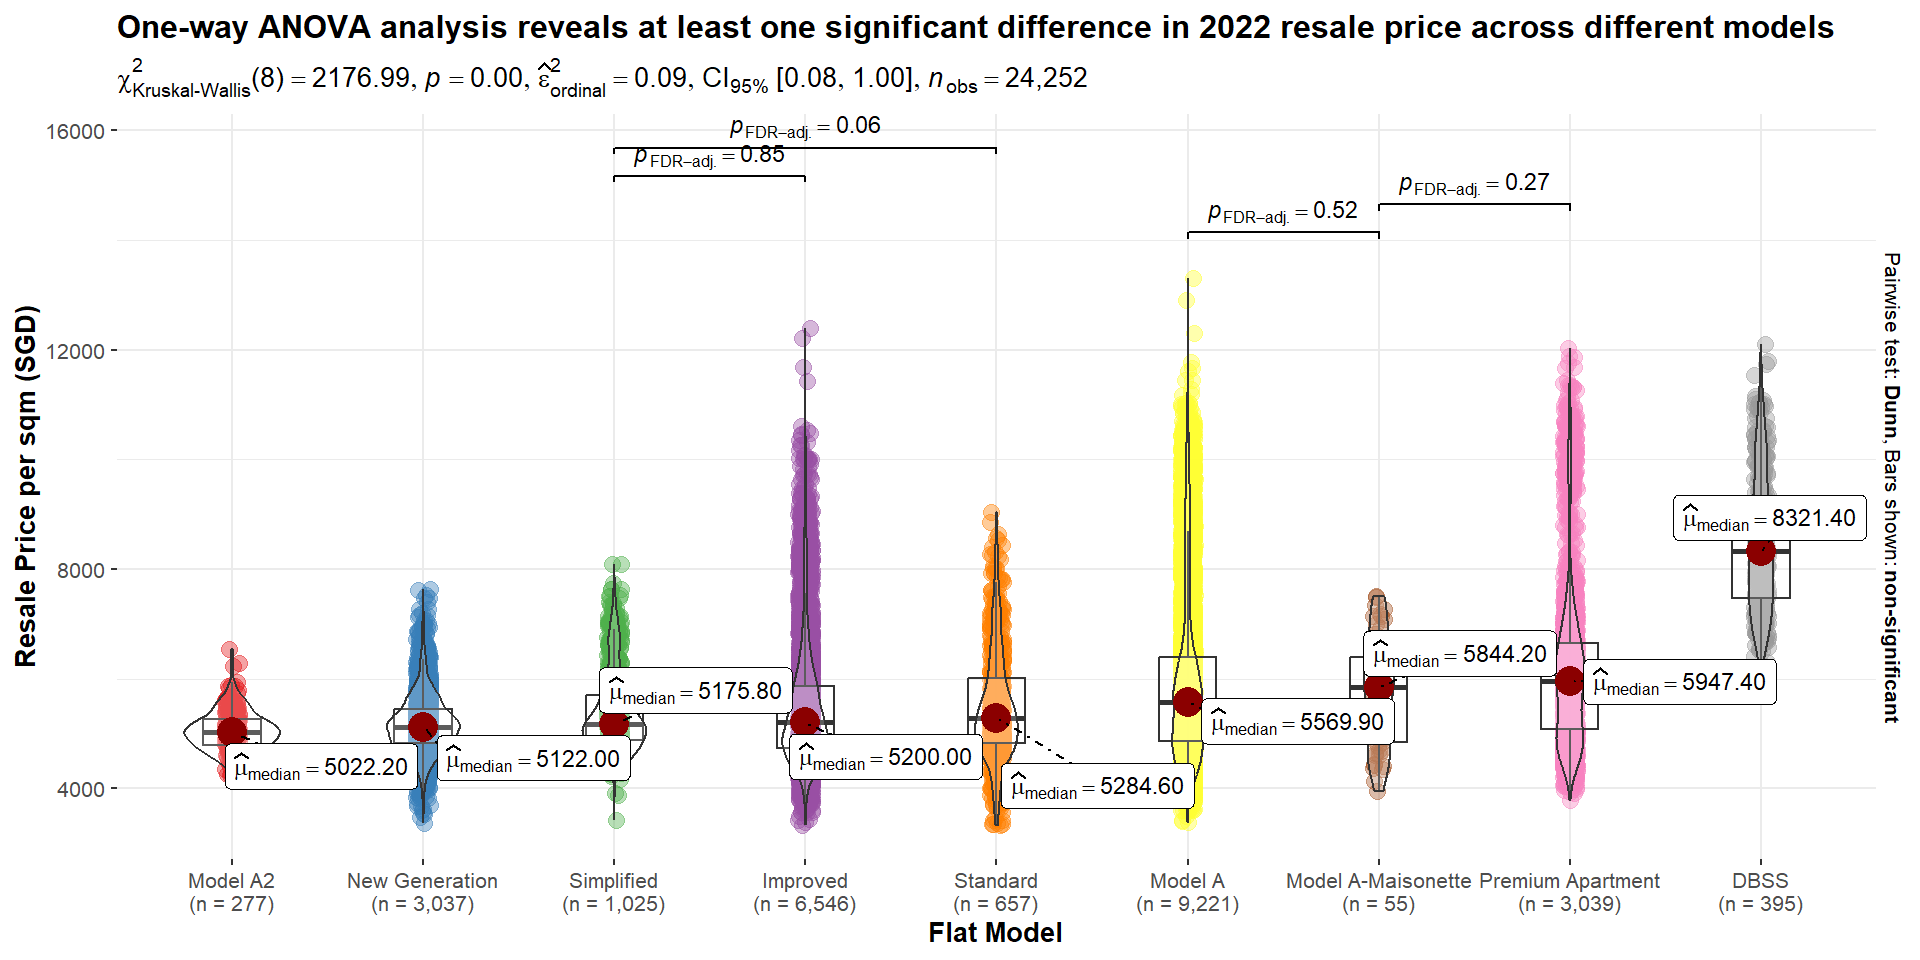 One-way ANOVA analysis reveals at least one significant difference in 2022 resale price across different models
χ²Kruskal-Wallis(8) = 2176.99, p = 0.00, ε̂²ordinal = 0.09, CI95% [0.08, 1.00], nobs = 24,252
16000
12000
8000
4000
Resale Price per sqm (SGD)
pFDR–adj. = 0.06
pFDR–adj. = 0.85
pFDR–adj. = 0.27
pFDR–adj. = 0.52
μ̂median = 5022.20
μ̂median = 5122.00
μ̂median = 5175.80
μ̂median = 5200.00
μ̂median = 5284.60
μ̂median = 5569.90
μ̂median = 5844.20
μ̂median = 5947.40
μ̂median = 8321.40
Pairwise test: Dunn, Bars shown: non-significant
Model A2
(n = 277)
New Generation
(n = 3,037)
Simplified
(n = 1,025)
Improved
(n = 6,546)
Standard
(n = 657)
Model A
(n = 9,221)
Model A-Maisonette
(n = 55)
Premium Apartment
(n = 3,039)
DBSS
(n = 395)
Flat Model